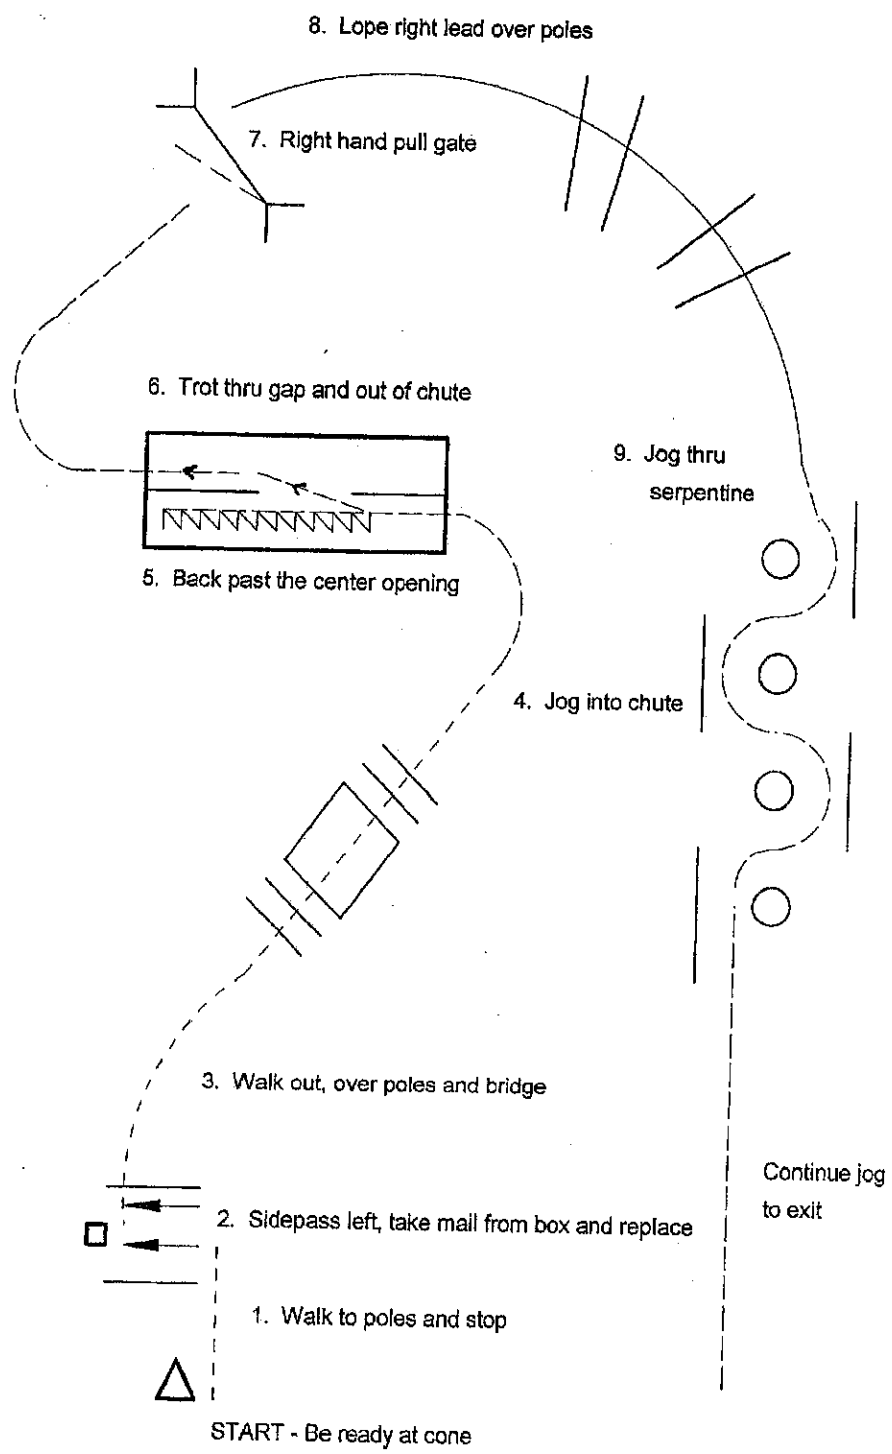 8. Lope right lead over poles
7. Right hand pull gate
6. Trot thru gap and out of chute
9. Jog thru
serpentine
5. Back past the center opening
4. Jog into chute
3. Walk out, over poles and bridge
Continue jog
to exit
2. Sidepass left, take mail from box and replace
1. Walk to poles and stop
START - Be ready at cone